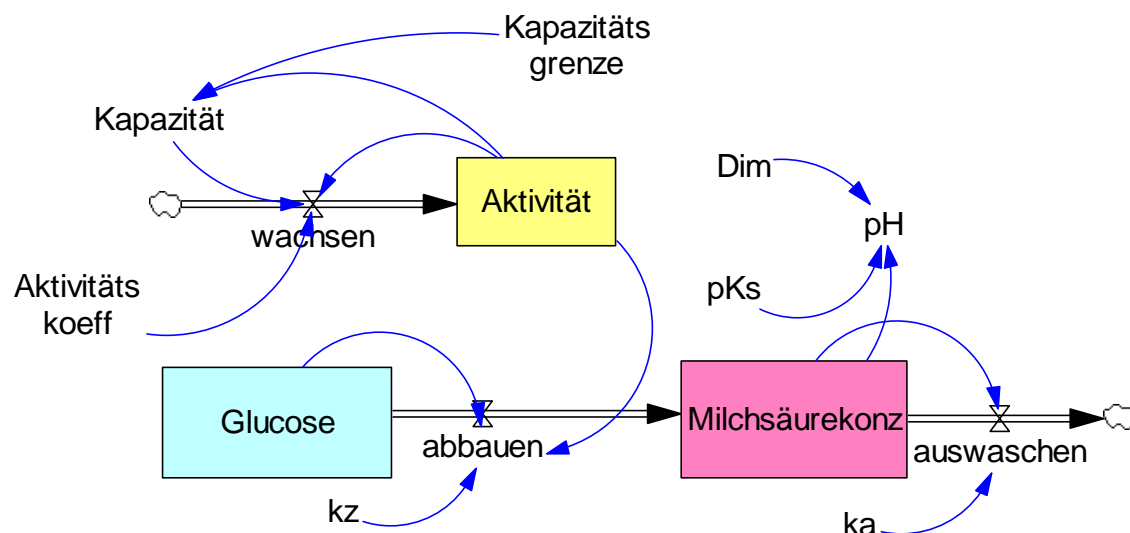 Kapazitäts
grenze
Kapazität
Dim
Aktivität
pH
wachsen
Aktivitäts
koeff
pKs
Glucose
abbauen
Milchsäurekonz
auswaschen
kz
ka